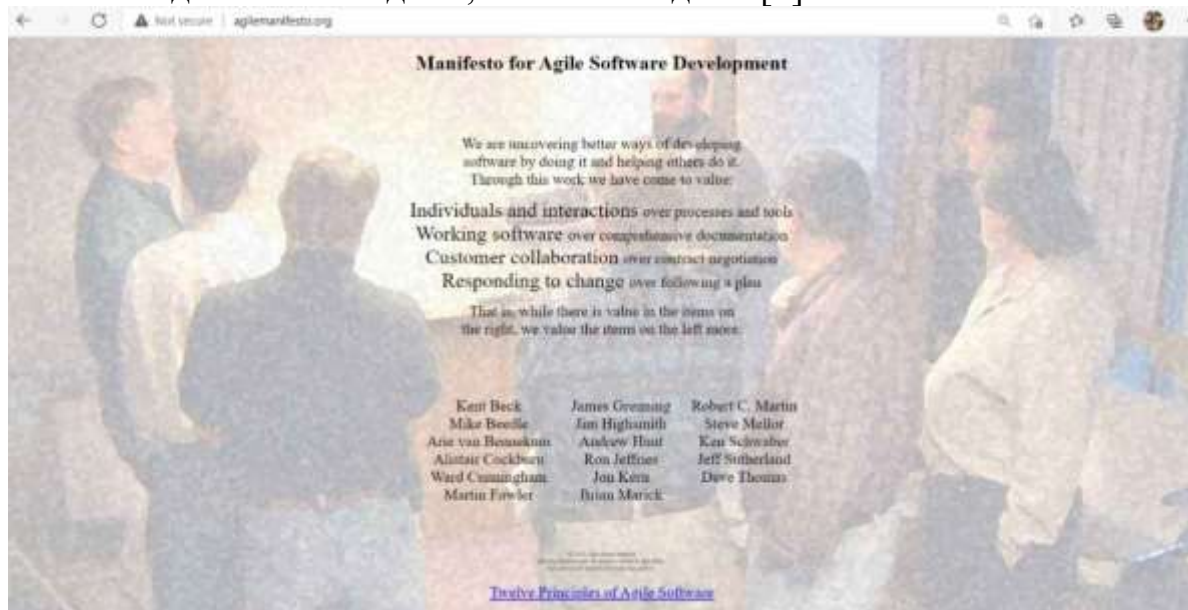 Not secure agilemanifesto.org
Manifesto for Agile Software Development
We are uncovering better ways of developing
software by doing it and helping others do it.
Through this work we have come to value:
Individuals and interactions over processes and tools
Working software over comprehensive documentation
Customer collaboration over contract negotiation
Responding to change over following a plan
That is, while there is value in the items on
the right, we value the items on the left more.
Kent Beck James Grenning Robert C. Martin
Mike Beedle Jim Highsmith Steve Mellor
Arie van Bennekum Andrew Hunt Ken Schwaber
Alistair Cockburn Ron Jeffries Jeff Sutherland
Ward Cunningham Jon Kern Dave Thomas
Martin Fowler Brian Marick
Twelve Principles of Agile Software